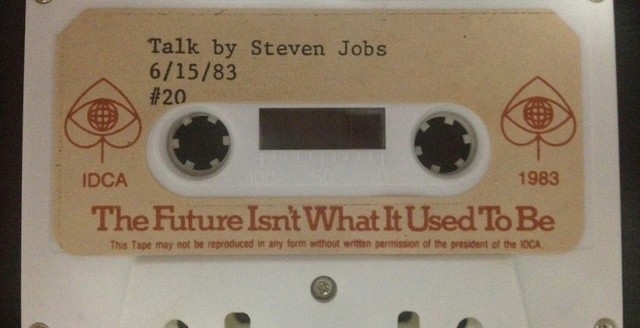 Talk by Steven Jobs
6/15/83
#20
IDCA
1983
The Future Isn't What It Used To Be
This Tape may not be reproduced in any form without written permission of the president of the IDCA.